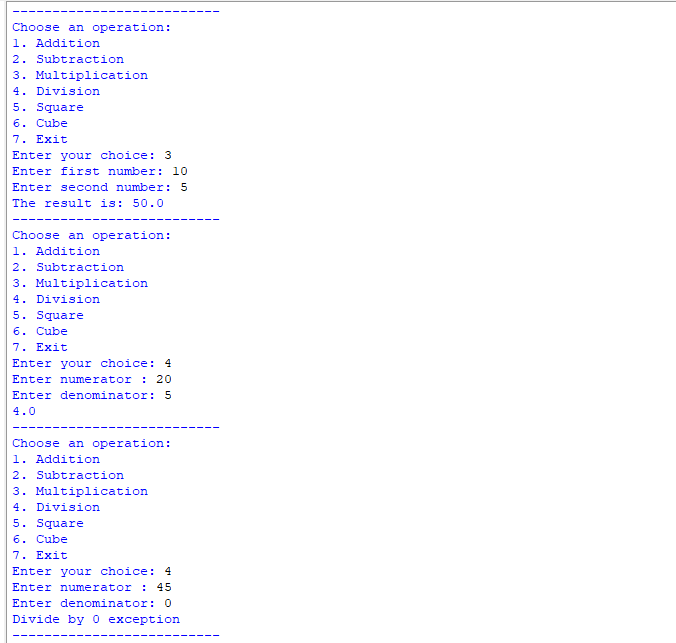 --------------------------
Choose an operation:
1. Addition
2. Subtraction
3. Multiplication
4. Division
5. Square
6. Cube
7. Exit
Enter your choice: 3
Enter first number: 10
Enter second number: 5
The result is: 50.0
--------------------------
Choose an operation:
1. Addition
2. Subtraction
3. Multiplication
4. Division
5. Square
6. Cube
7. Exit
Enter your choice: 4
Enter numerator : 20
Enter denominator: 5
4.0
--------------------------
Choose an operation:
1. Addition
2. Subtraction
3. Multiplication
4. Division
5. Square
6. Cube
7. Exit
Enter your choice: 4
Enter numerator : 45
Enter denominator: 0
Divide by 0 exception
--------------------------